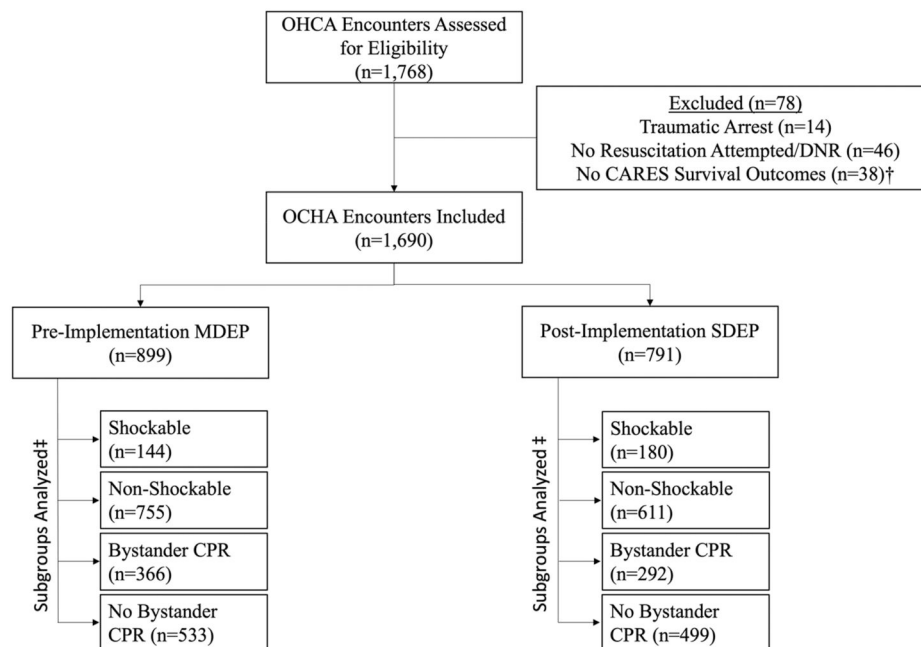 OHCA Encounters Assessed
for Eligibility
(n=1,768)
Excluded (n=78)
Traumatic Arrest (n=14)
No Resuscitation Attempted/DNR (n=46)
No CARES Survival Outcomes (n=38)†
OCHA Encounters Included
(n=1,690)
Pre-Implementation MDEP
(n=899)
Post-Implementation SDEP
(n=791)
Subgroups Analyzed‡
Shockable
(n=144)
Non-Shockable
(n=755)
Bystander CPR
(n=366)
No Bystander
CPR (n=533)
Subgroups Analyzed‡
Shockable
(n=180)
Non-Shockable
(n=611)
Bystander CPR
(n=292)
No Bystander
CPR (n=499)